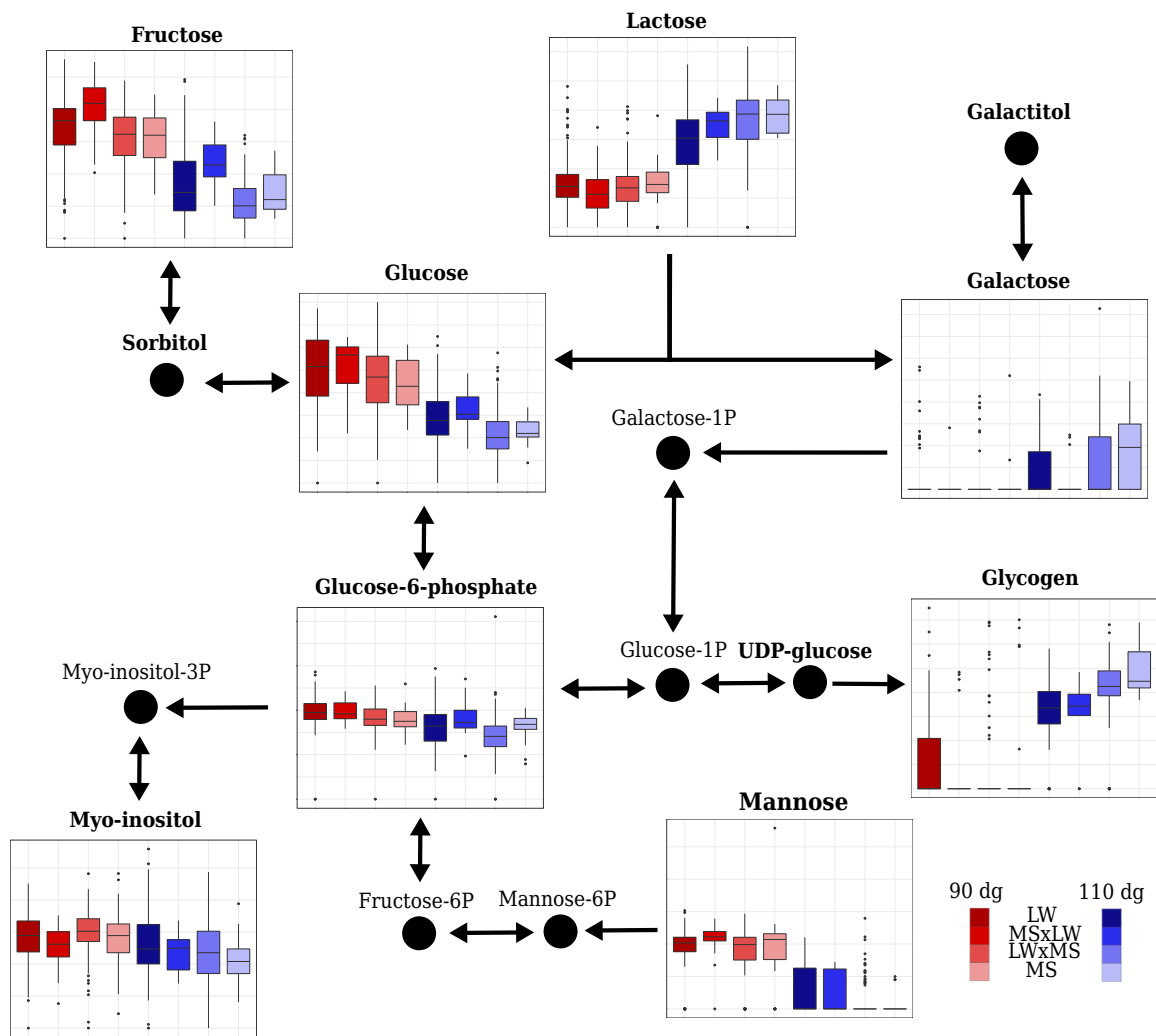 Lactose
Fructose
Galactitol
Glucose
Galactose
Sorbitol
Galactose-1P
Glucose-6-phosphate
Glycogen
Glucose-1P
UDP-glucose
Myo-inositol-3P
Mannose
Myo-inositol
Fructose-6P
Mannose-6P
90 dg
110 dg
LW
MSxLW
LWxMS
MS